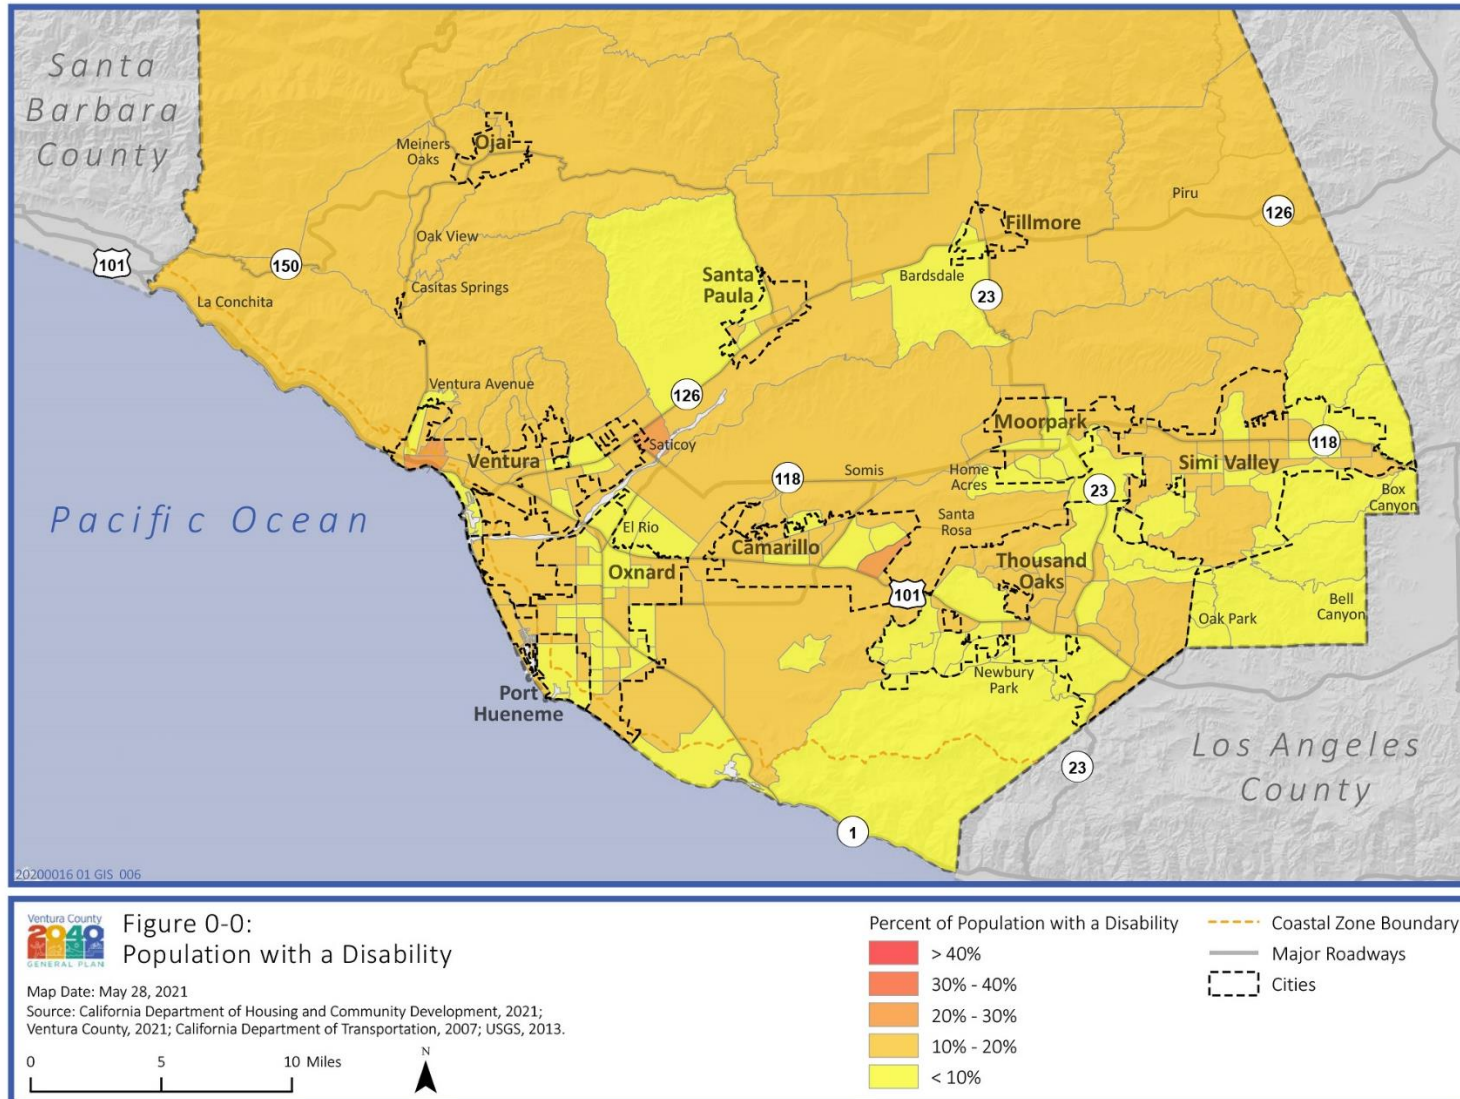 Santa
Barbara
County
Meiners
Oaks
Ojai
Piru
126
Fillmore
Oak View
101
150
Santa
Paula
Bardsdale
23
Casitas Springs
La Conchita
Ventura Avenue
126
Moorpark
Saticoy
118
Ventura
Simi Valley
118
Somis
Home
Acres
23
Box
Canyon
Pacific Ocean
El Rio
Santa
Rosa
Camarillo
Oxnard
Thousand
Oaks
101
Bell
Canyon
Oak Park
Newbury
Park
Port
Hueneme
Los Angeles
County
23
1
20200016 01 GIS 006
Ventura County
2040
GENERAL PLAN
Figure 0-0:
Population with a Disability
Map Date: May 28, 2021
Source: California Department of Housing and Community Development, 2021;
Ventura County, 2021; California Department of Transportation, 2007; USGS, 2013.
0 5 10 Miles
N
Percent of Population with a Disability
> 40%
30% - 40%
20% - 30%
10% - 20%
< 10%
Coastal Zone Boundary
Major Roadways
Cities